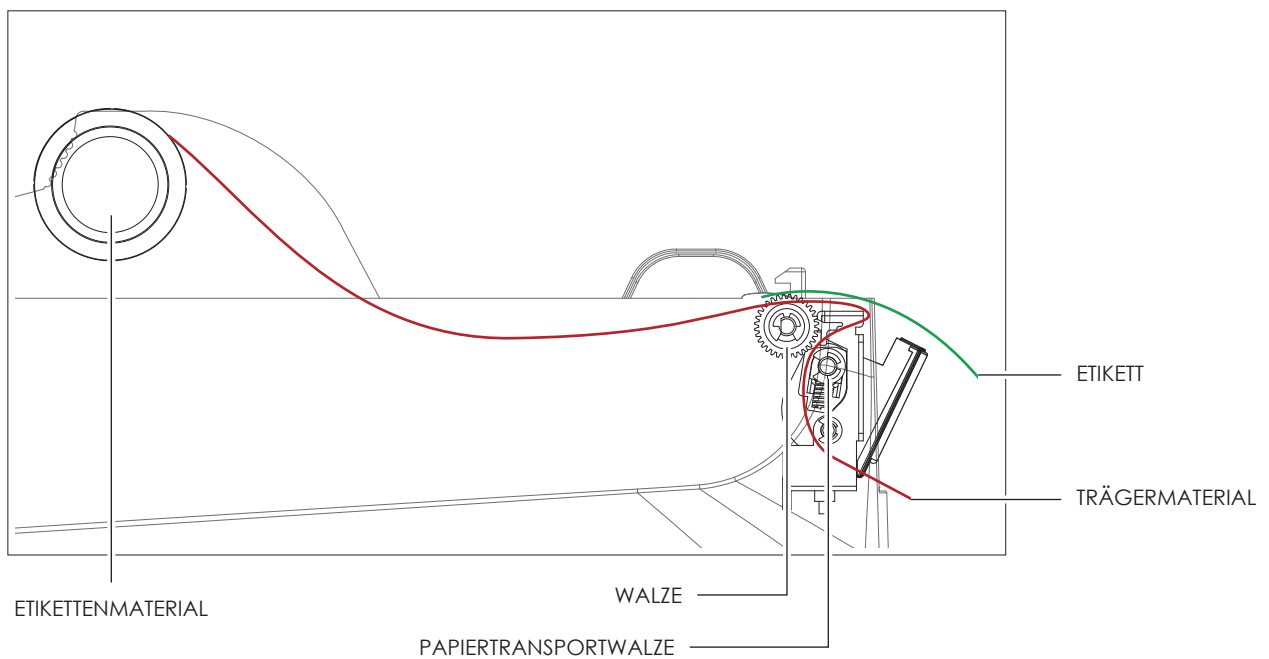 ETIKETT
TRÄGERMATERIAL
WALZE
ETIKETTENMATERIAL
PAPIERTRANSPORTWALZE